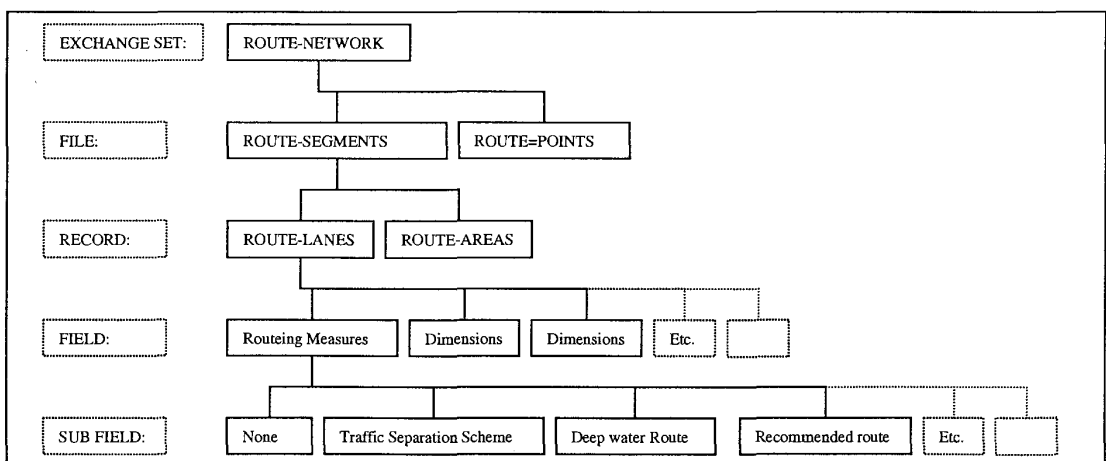 EXCHANGE SET: ROUTE-NETWORK
FILE: ROUTE-SEGMENTS ROUTE=POINTS
RECORD: ROUTE-LANES ROUTE-AREAS
FIELD: Routeing Measures Dimensions Dimensions Etc.
SUB FIELD: None Traffic Separation Scheme Deep water Route Recommended route Etc.